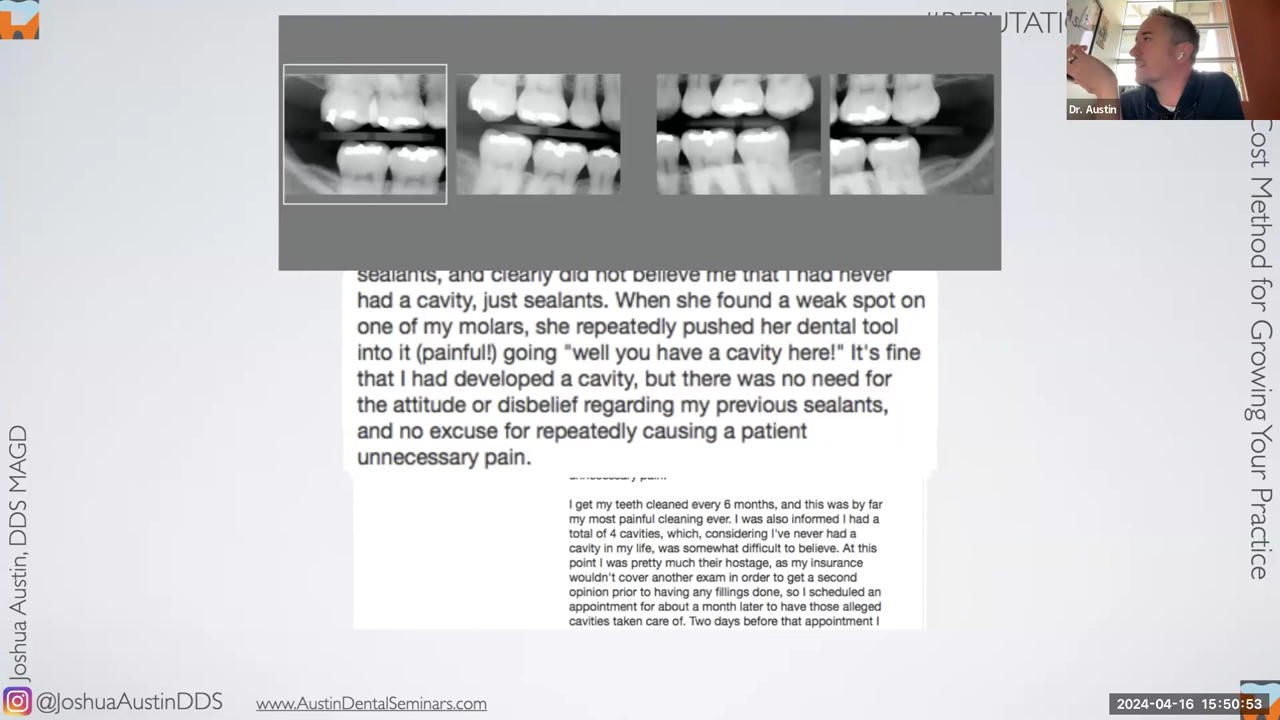 #REPUTATI
Dr. Austin
sealants, and clearly did not believe me that I had never
had a cavity, just sealants. When she found a weak spot on
one of my molars, she repeatedly pushed her dental tool
into it (painful!) going "well you have a cavity here!" It's fine
that I had developed a cavity, but there was no need for
the attitude or disbelief regarding my previous sealants,
and no excuse for repeatedly causing a patient
unnecessary pain.
unnecessary pain.
I get my teeth cleaned every 6 months, and this was by far
my most painful cleaning ever. I was also informed I had a
total of 4 cavities, which, considering I've never had a
cavity in my life, was somewhat difficult to believe. At this
point I was pretty much their hostage, as my insurance
wouldn't cover another exam in order to get a second
opinion prior to having any fillings done, so I scheduled an
appointment for about a month later to have those alleged
cavities taken care of. Two days before that appointment I
Joshua Austin, DDS MAGD
Cost Method for Growing Your Practice
@JoshuaAustinDDS
www.AustinDentalSeminars.com
2024-04-16 15:50:53